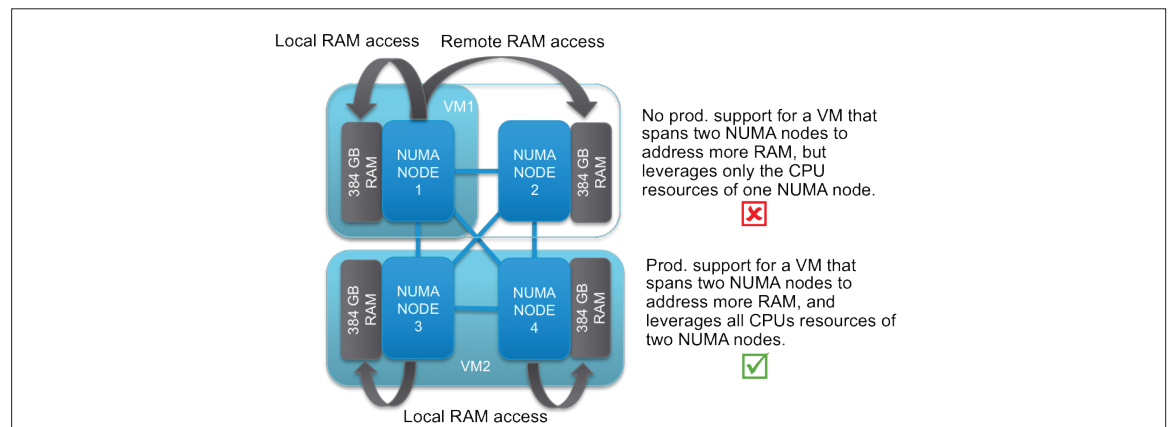 Local RAM access
Remote RAM access
VM1
384 GB
RAM
NUMA
NODE
1
NUMA
NODE
2
384 GB
RAM
No prod. support for a VM that
spans two NUMA nodes to
address more RAM, but
leverages only the CPU
resources of one NUMA node.
384 GB
RAM
NUMA
NODE
3
NUMA
NODE
4
384 GB
RAM
VM2
Prod. support for a VM that
spans two NUMA nodes to
address more RAM, and
leverages all CPUs resources of
two NUMA nodes.
Local RAM access